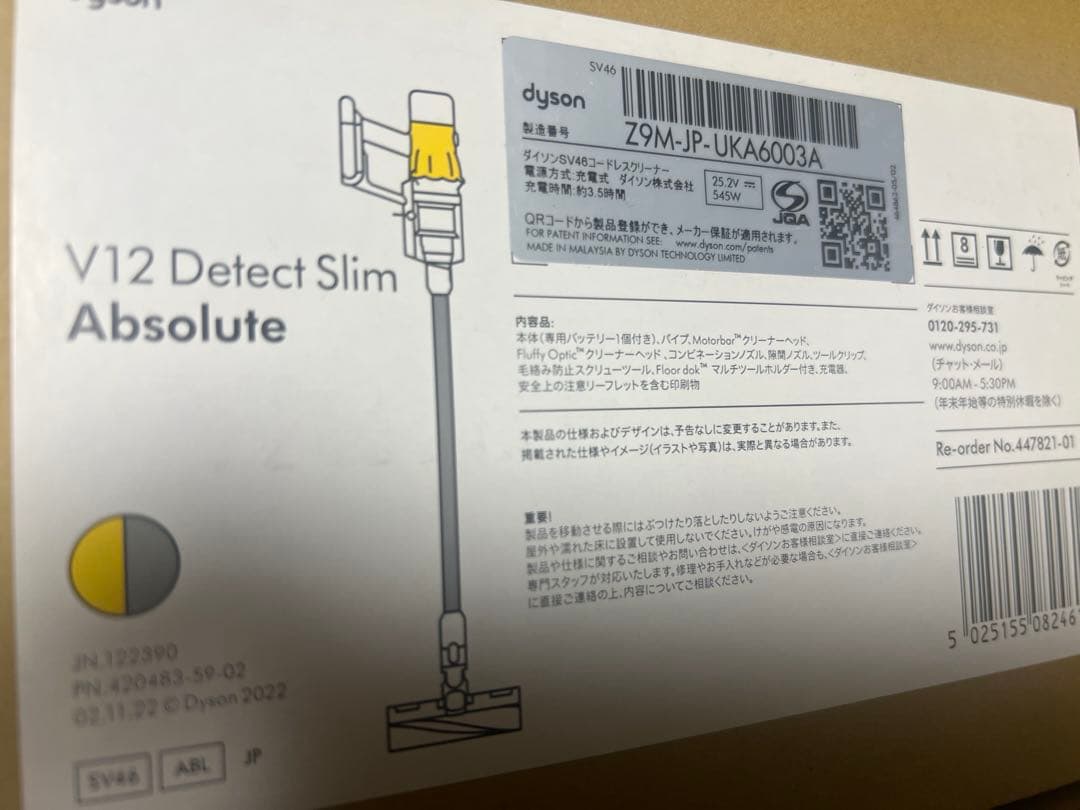 dyson
V12 Detect Slim
Absolute
JN.122390
PN.420483-59-02
02.11.22 © Dyson 2022
SV46
ABL
JP
SV46
dyson
製造番号
Z9M-JP-UKA6003A
ダイソンSV46コードレスクリーナー
電源方式:充電式 ダイソン株式会社
充電時間:約3.5時間
25.2V
545W
JQA
QRコードから製品登録ができ、メーカー保証が適用されます。
FOR PATENT INFORMATION SEE: www.dyson.com/patents
MADE IN MALAYSIA BY DYSON TECHNOLOGY LIMITED
内容品:
本体(専用バッテリー1個付き)、パイプ、Motorbar™クリーナーヘッド、
Fluffy Optic™クリーナーヘッド、コンビネーションノズル、隙間ノズル、ツールクリップ、
毛絡み防止スクリューツール、Floor dok™ マルチツールホルダー付き、充電器、
安全上の注意リーフレットを含む印刷物
本製品の仕様およびデザインは、予告なしに変更することがあります。また、
掲載された仕様やイメージ(イラストや写真)は、実際と異なる場合があります。
重要!
製品を移動させる際にはぶつけたり落としたりしないようご注意ください。
屋外や濡れた床に設置して使用しないでください。けがや感電の原因になります。
製品や仕様に関するご相談やお問い合わせは、<ダイソンお客様相談室>に直接ご連絡ください。
専門スタッフが対応いたします。修理やお手入れなどが必要な場合も、<ダイソンお客様相談室>
に直接ご連絡の上、内容についてご相談ください。
8
ダイソンお客様相談室
0120-295-731
www.dyson.co.jp
(チャット・メール)
9:00AM - 5:30PM
(年末年始等の特別休暇を除く)
Re-order No.447821-01
5 025155 08246